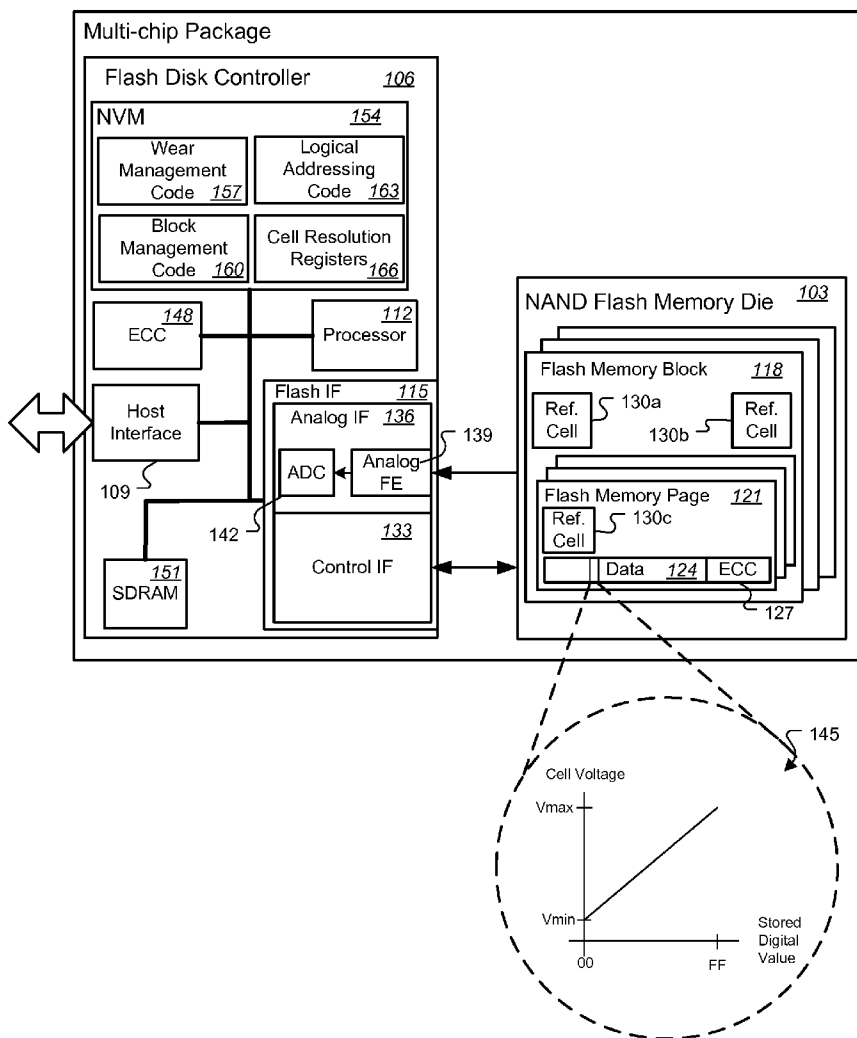 Multi-chip Package
Flash Disk Controller 106
NVM 154
Wear
Management
Code 157
Logical
Addressing
Code 163
Block
Management
Code 160
Cell Resolution
Registers
166
148
ECC
112
Processor
Host
Interface
109
Flash IF 115
Analog IF 136
139
ADC
Analog
FE
142
133
Control IF
151
SDRAM
103
NAND Flash Memory Die
Flash Memory Block 118
Ref.
Cell
130a
Ref.
Cell
130b
Flash Memory Page 121
Ref.
Cell
130c
Data 124 ECC
127
145
Cell Voltage
Vmax
Vmin
00
FF
Stored
Digital
Value